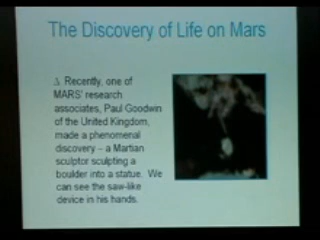 The Discovery of Life on Mars
∆ Recently, one of
MARS' research
associates, Paul Goodwin
of the United Kingdom,
made a phenomenal
discovery – a Martian
sculptor sculpting a
boulder into a statue. We
can see the saw-like
device in his hands.